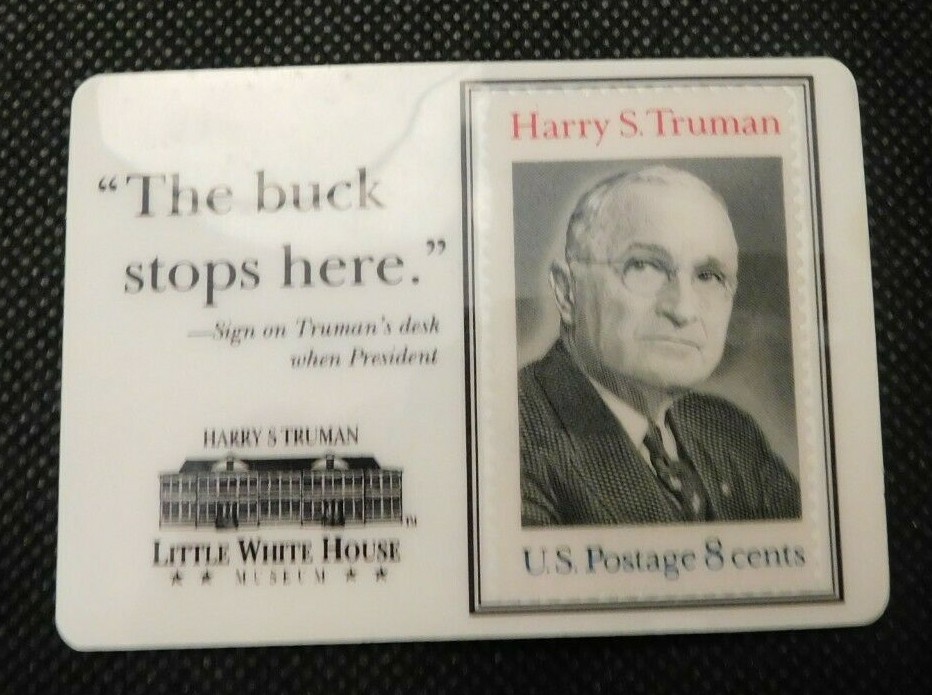 “The buck
stops here.”
—Sign on Truman's desk
when President
HARRY S TRUMAN
TM
LITTLE WHITE HOUSE
★ ★ MUSEUM ★ ★
Harry S. Truman
U.S. Postage 8 cents